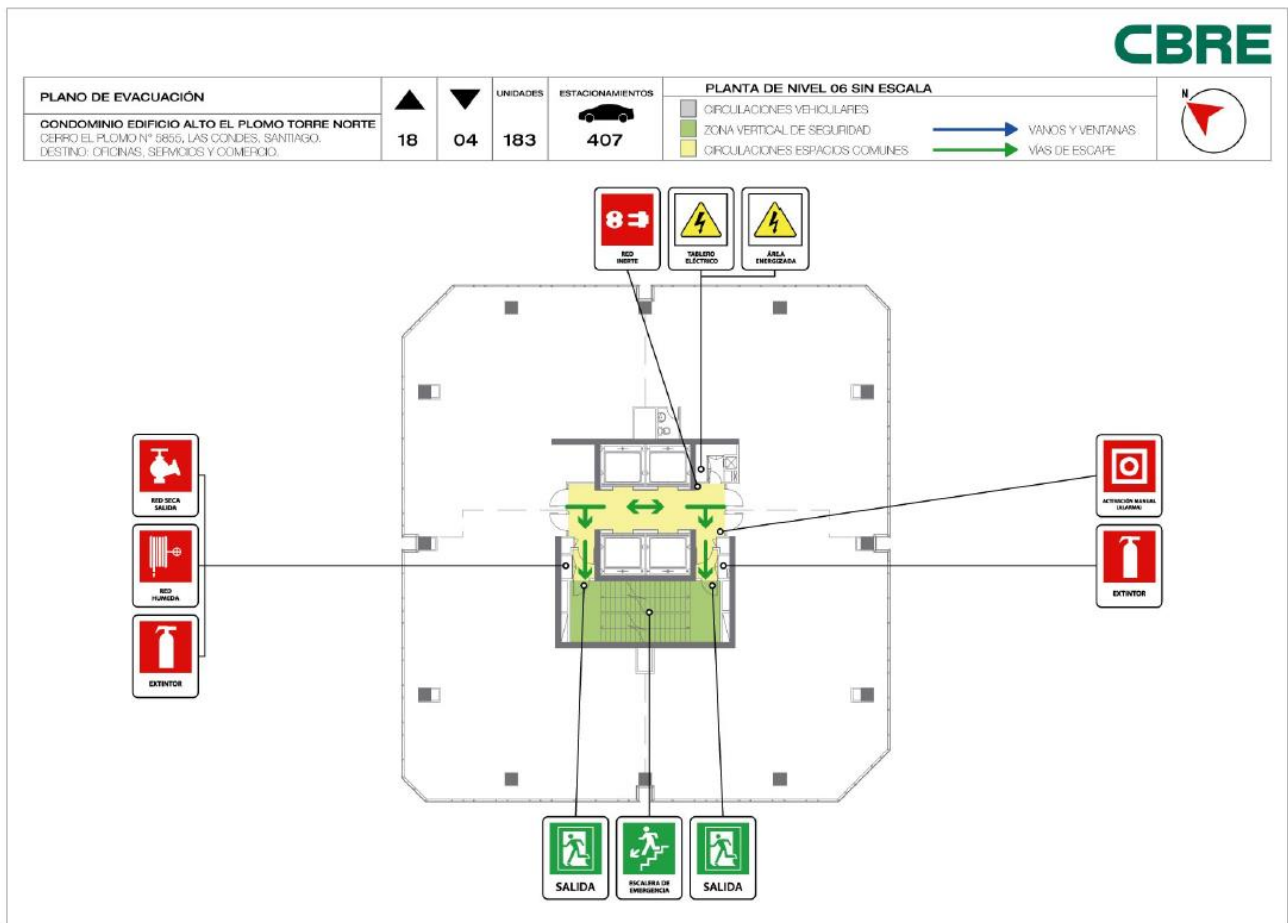 CBRE
PLANO DE EVACUACIÓN
CONDOMINIO EDIFICIO ALTO EL PLOMO TORRE NORTE
CERRO EL PLOMO N° 5855, LAS CONDES, SANTIAGO.
DESTINO: OFICINAS, SERVICIOS Y COMERCIO.
18
04
UNIDADES
183
ESTACIONAMIENTOS
407
PLANTA DE NIVEL 06 SIN ESCALA
CIRCULACIONES VEHICULARES
ZONA VERTICAL DE SEGURIDAD
CIRCULACIONES ESPACIOS COMUNES
VANOS Y VENTANAS
VÍAS DE ESCAPE
N
RED
INERTE
TABLERO
ELÉCTRICO
ÁREA
ENERGIZADA
RED SECA
SALIDA
RED
HUMEDA
EXTINTOR
ACTIVACIÓN MANUAL
(ALARMA)
EXTINTOR
SALIDA
ESCALERA DE
EMERGENCIA
SALIDA